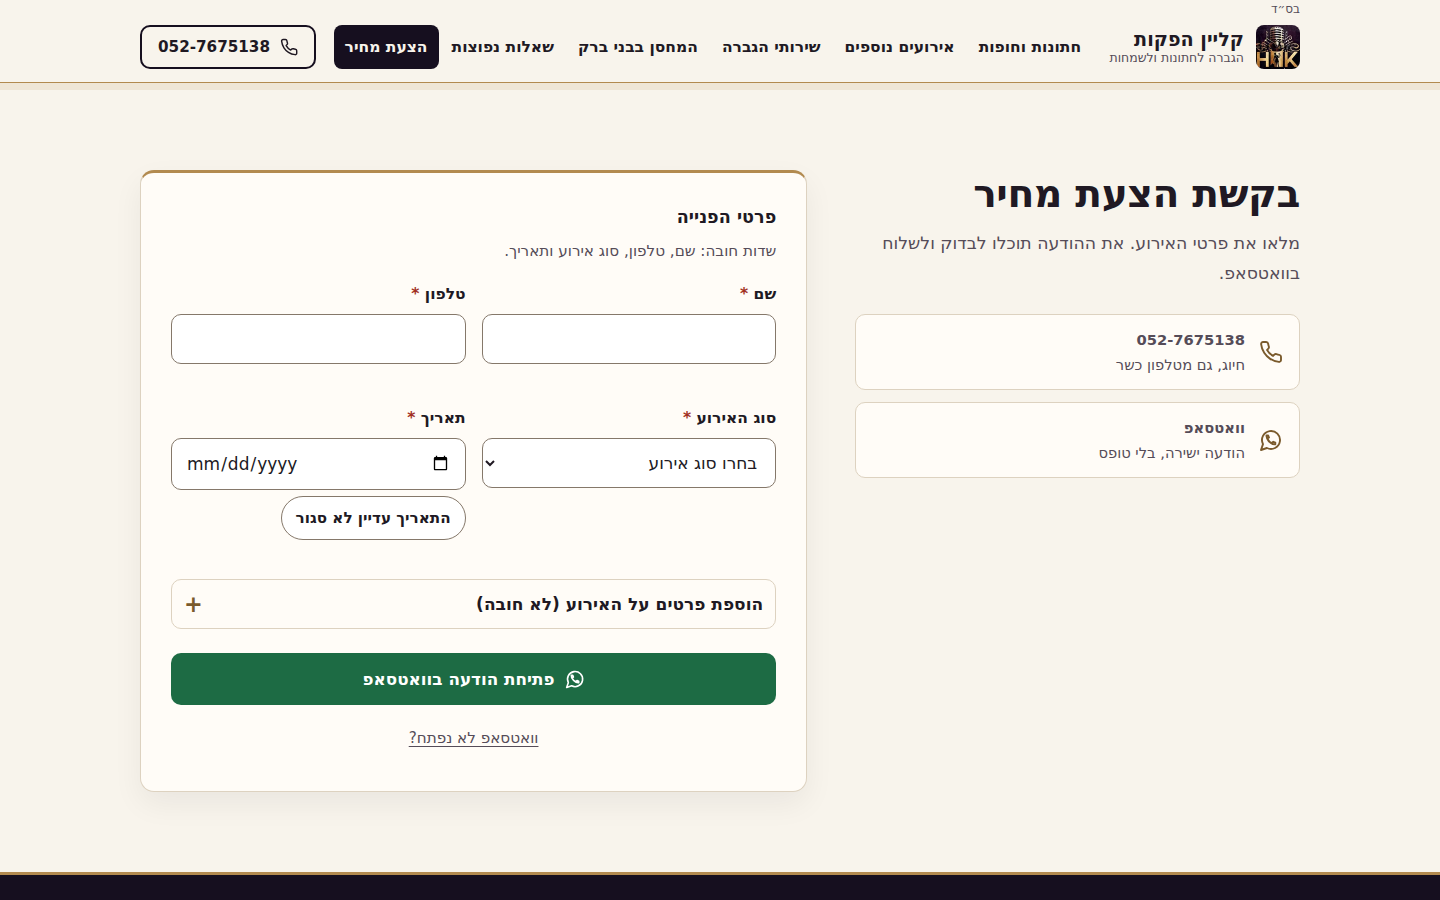 בס״ד
HMK
קליין הפקות
הגברה לחתונות ולשמחות
חתונות וחופות
אירועים נוספים
שירותי הגברה
המחסן בבני ברק
שאלות נפוצות
הצעת מחיר
052-7675138
בקשת הצעת מחיר
מלאו את פרטי האירוע. את ההודעה תוכלו לבדוק ולשלוח
בוואטסאפ.
052-7675138
חיוג, גם מטלפון כשר
וואטסאפ
הודעה ישירה, בלי טופס
פרטי הפנייה
שדות חובה: שם, טלפון, סוג אירוע ותאריך.
שם *
טלפון *
סוג האירוע *
בחרו סוג אירוע
תאריך *
mm/dd/yyyy
התאריך עדיין לא סגור
הוספת פרטים על האירוע (לא חובה)
+
פתיחת הודעה בוואטסאפ
וואטסאפ לא נפתח?